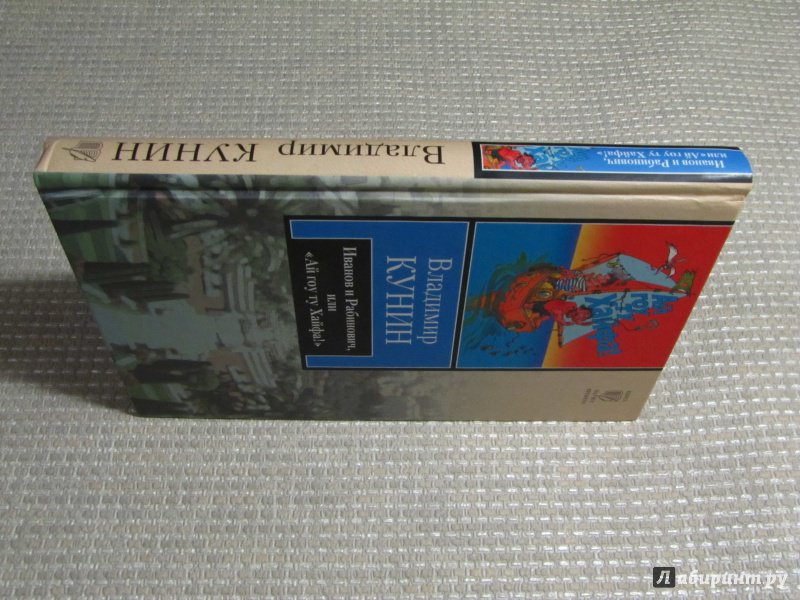 Владимир КУНИН
Иванов и Рабинович,
или «Ай гоу ту Хайфа!»
Владимир
КУНИН
Иванов и Рабинович,
или
«Ай гоу ту Хайфа!»
Хайфа!
Лабиринт.ру